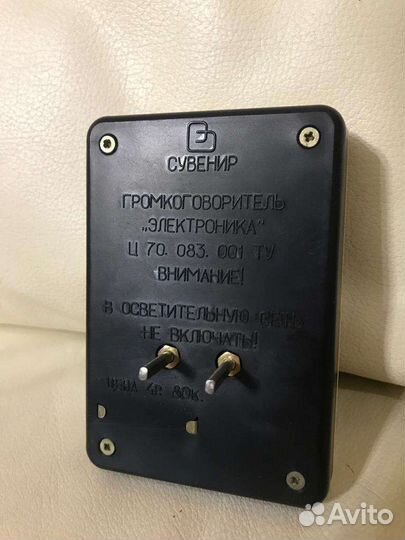 СУВЕНИР
ГРОМКОГОВОРИТЕЛЬ
„ЭЛЕКТРОНИКА“
Ц 70. 083. 001 ТУ
ВНИМАНИЕ!
В ОСВЕТИТЕЛЬНУЮ СЕТЬ
НЕ ВКЛЮЧАТЬ!
ЦЕНА 4Р. 80К.
Avito